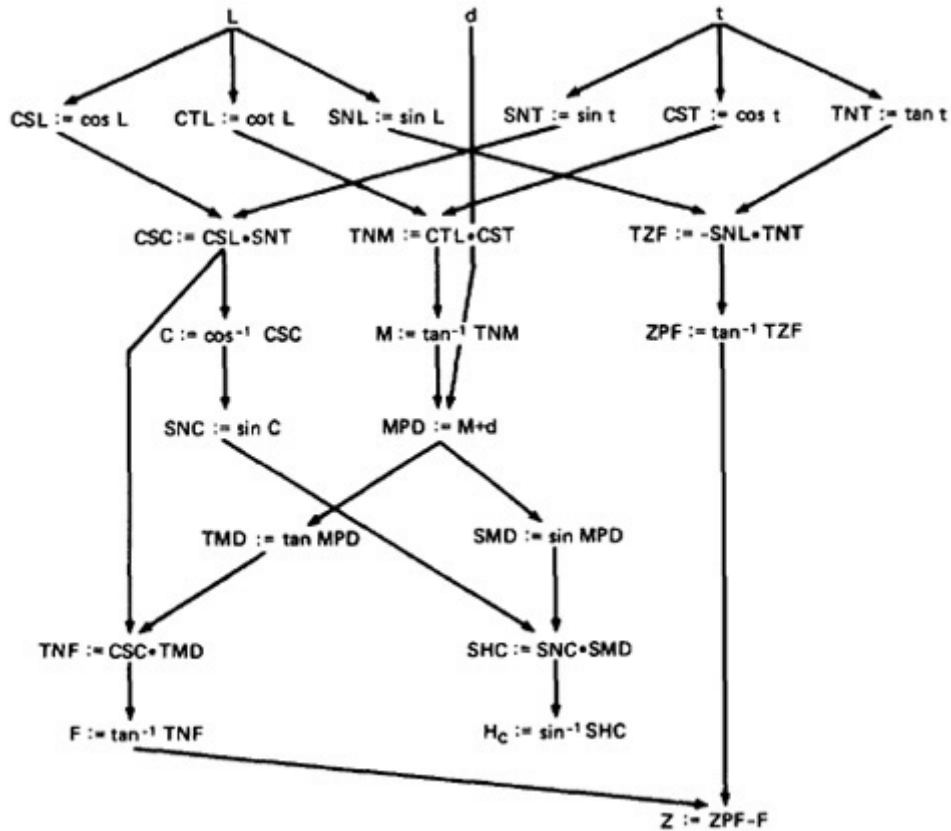 L d t
CSL := cos L CTL := cot L SNL := sin L SNT := sin t CST := cos t TNT := tan t
CSC := CSL•SNT TNM := CTL•CST TZF := -SNL•TNT
C := cos⁻¹ CSC M := tan⁻¹ TNM ZPF := tan⁻¹ TZF
SNC := sin C MPD := M+d
TMD := tan MPD SMD := sin MPD
TNF := CSC•TMD SHC := SNC•SMD
F := tan⁻¹ TNF H_C := sin⁻¹ SHC
Z := ZPF-F